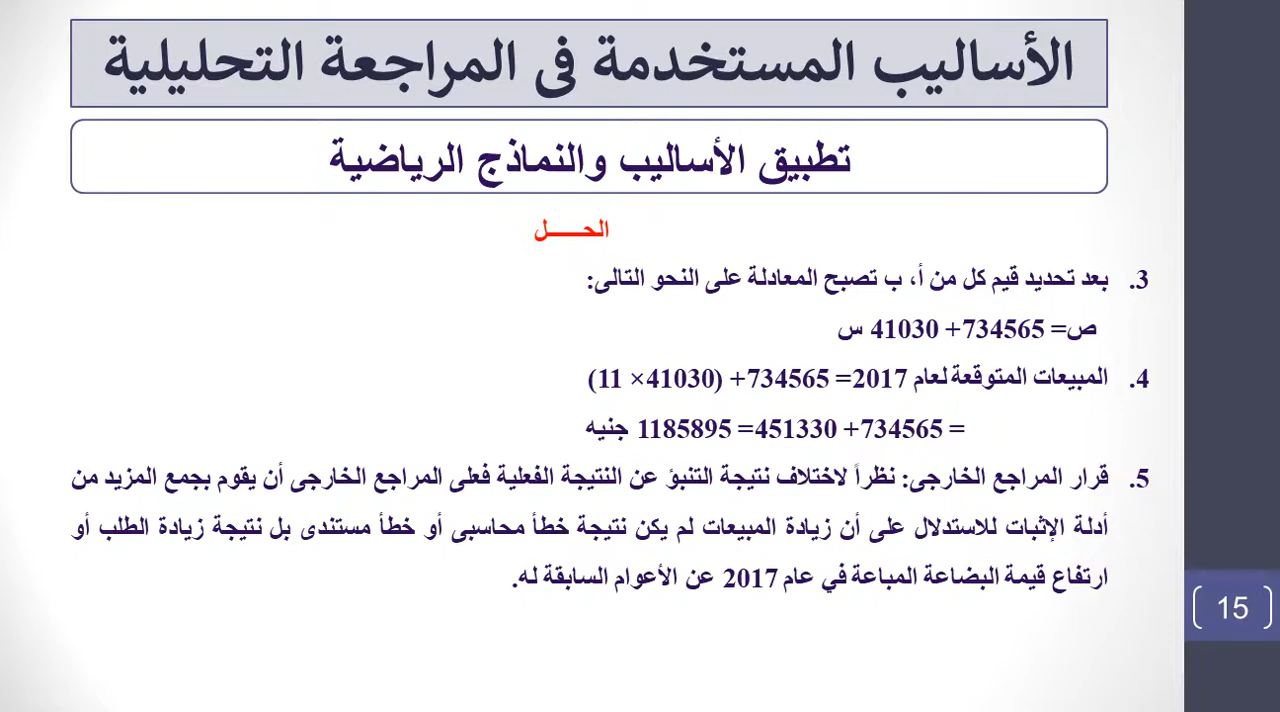 الأساليب المستخدمة فى المراجعة التحليلية
تطبيق الأساليب والنماذج الرياضية
الحــــل
3. بعد تحديد قيم كل من أ، ب تصبح المعادلة على النحو التالى:
ص= 734565+ 41030 س
4. المبيعات المتوقعة لعام 2017= 734565+ (41030× 11)
= 734565+ 451330= 1185895 جنيه
5. قرار المراجع الخارجى: نظراً لاختلاف نتيجة التنبؤ عن النتيجة الفعلية فعلى المراجع الخارجى أن يقوم بجمع المزيد من
أدلة الإثبات للاستدلال على أن زيادة المبيعات لم يكن نتيجة خطأ محاسبى أو خطأ مستندى بل نتيجة زيادة الطلب أو
ارتفاع قيمة البضاعة المباعة في عام 2017 عن الأعوام السابقة له.
15